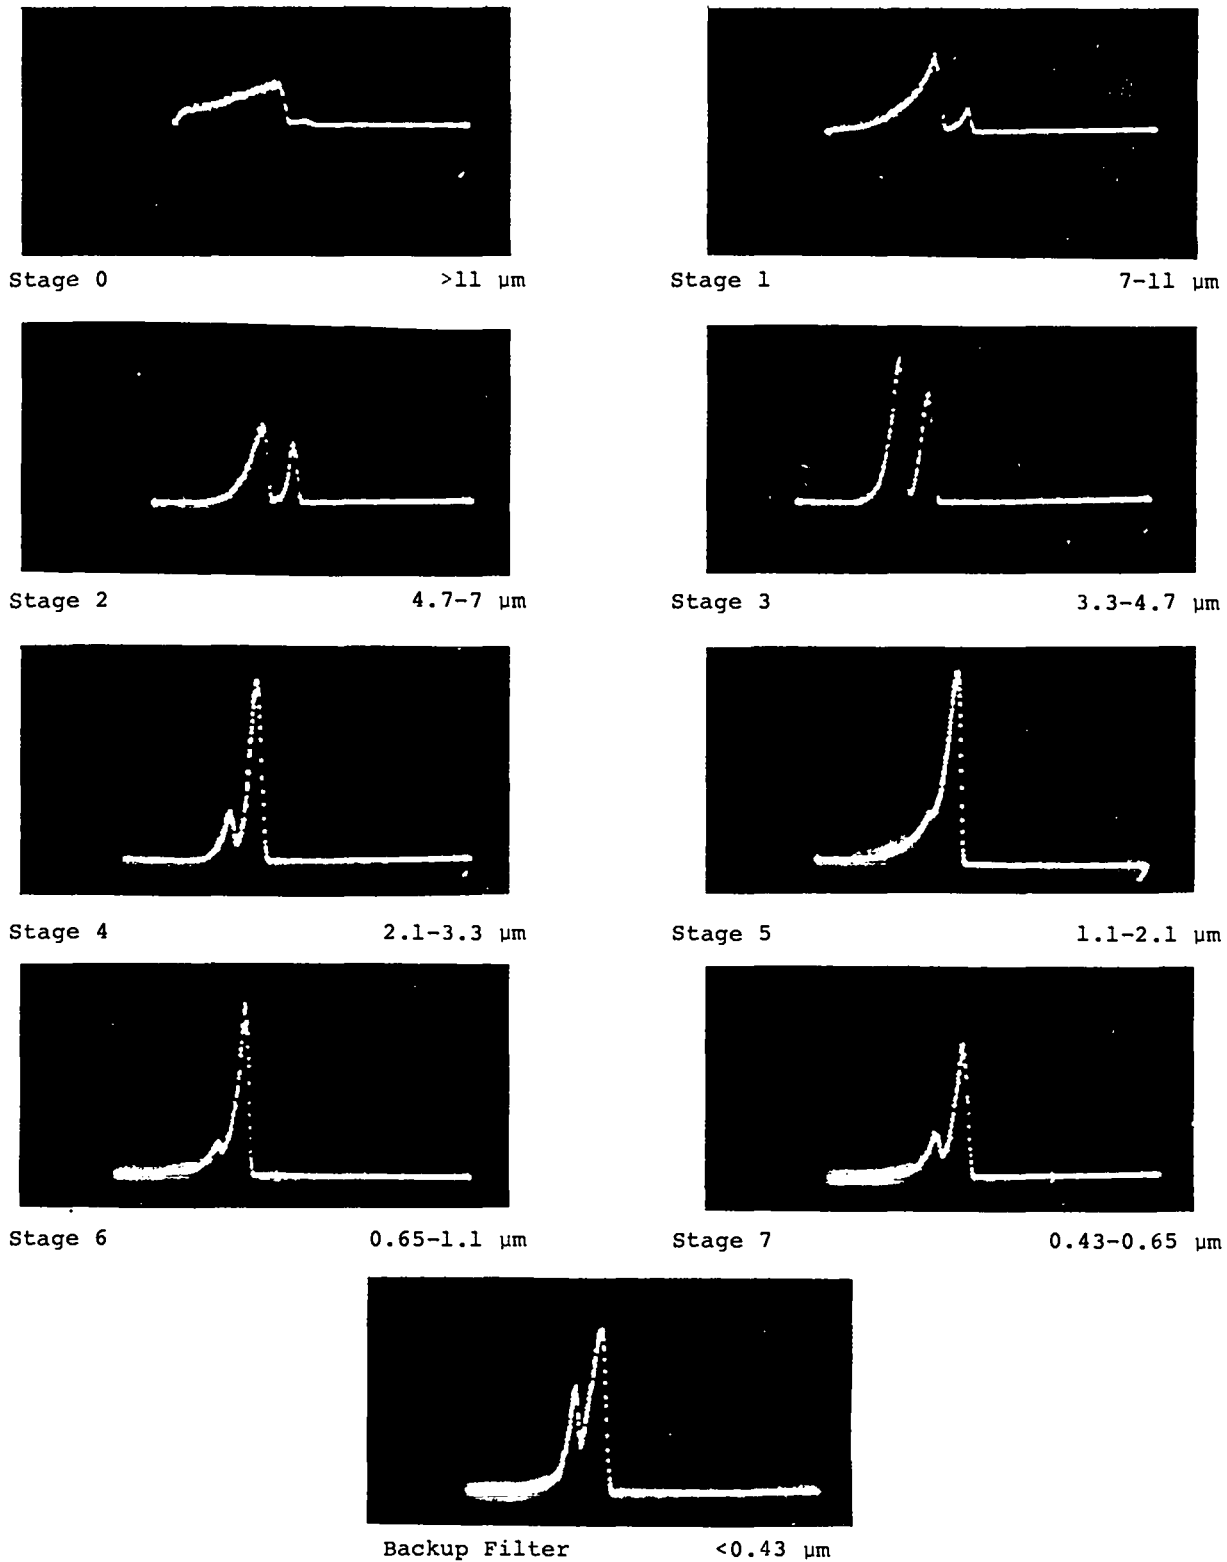 Stage 0 >11 µm
Stage 1 7-11 µm
Stage 2 4.7-7 µm
Stage 3 3.3-4.7 µm
Stage 4 2.1-3.3 µm
Stage 5 1.1-2.1 µm
Stage 6 0.65-1.1 µm
Stage 7 0.43-0.65 µm
Backup Filter <0.43 µm